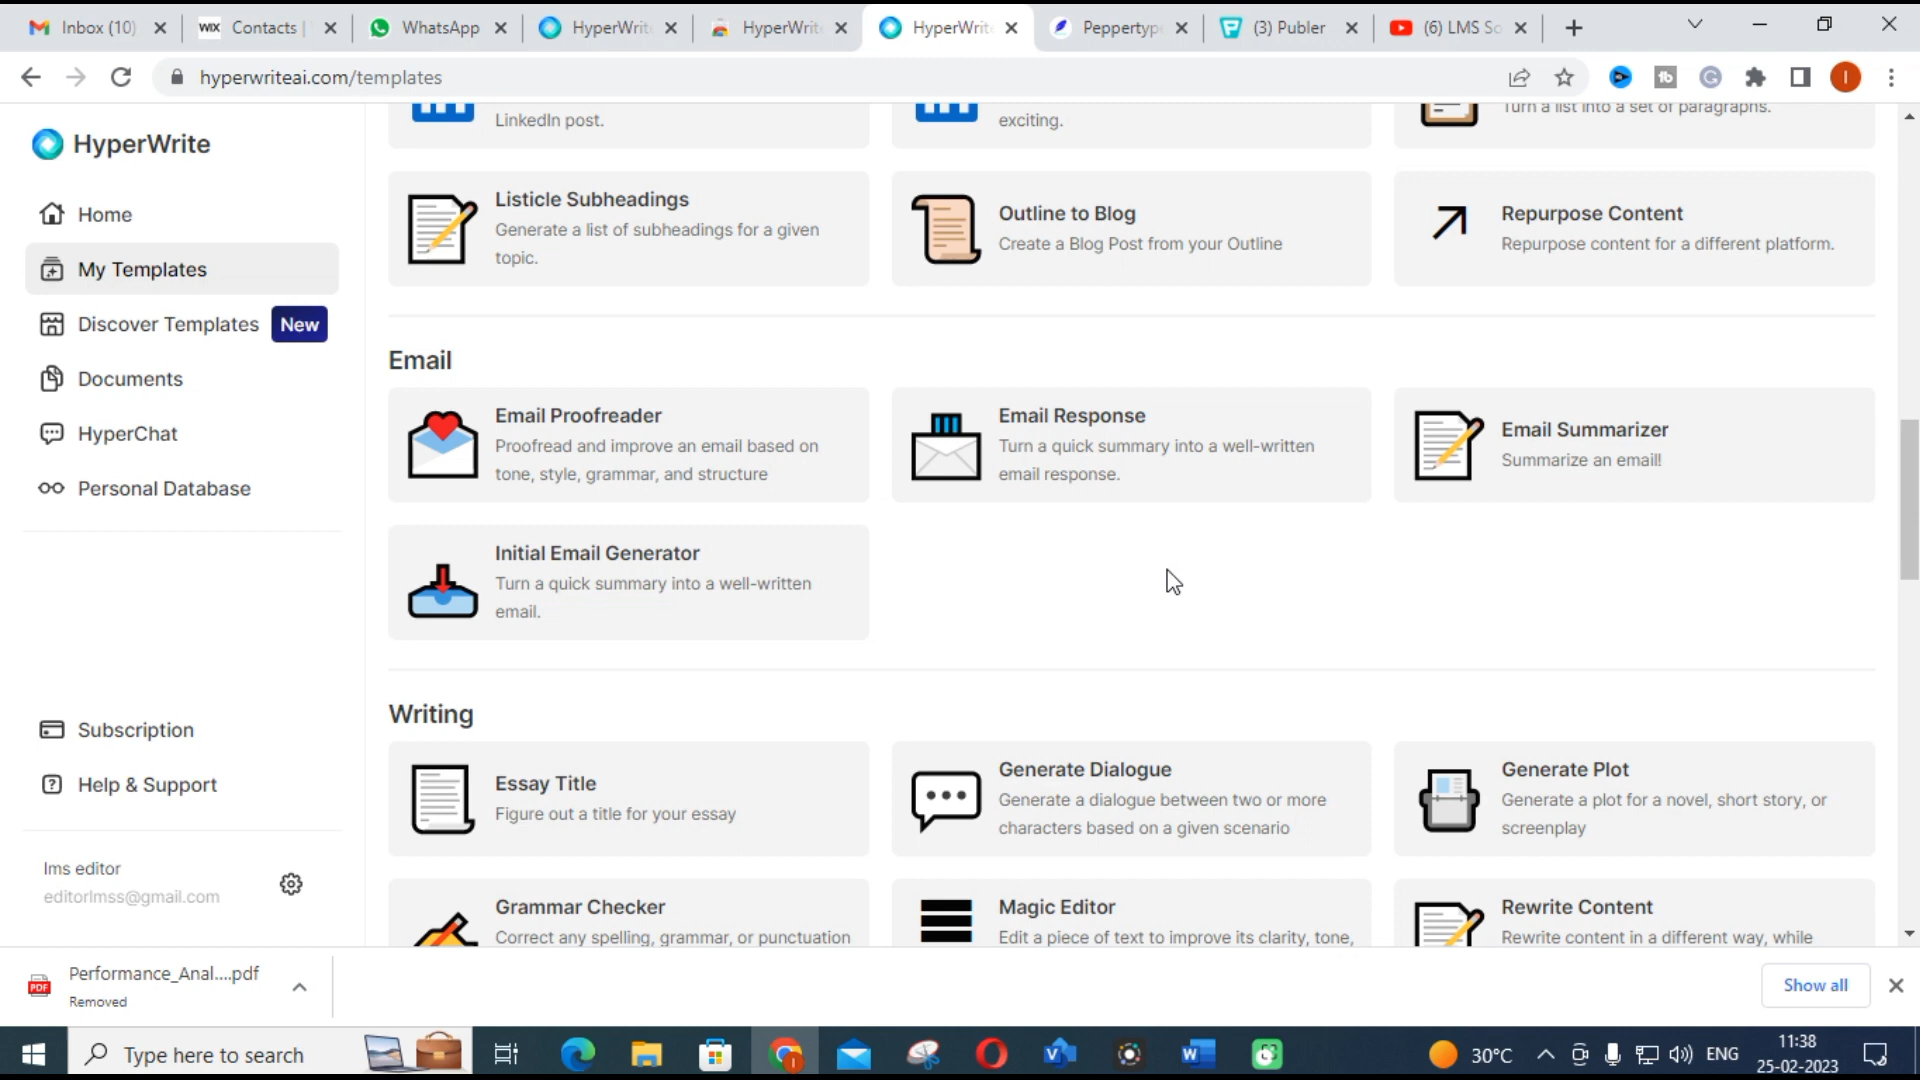 Inbox (10)
Contacts |
WhatsApp
HyperWrit
HyperWrit
HyperWrit
Peppertyp
(3) Publer
(6) LMS So
hyperwriteai.com/templates
HyperWrite
Home
My Templates
Discover Templates New
Documents
HyperChat
Personal Database
Subscription
Help & Support
lms editor
editorlmss@gmail.com
LinkedIn post.
exciting.
Turn a list into a set of paragraphs.
Listicle Subheadings
Generate a list of subheadings for a given
topic.
Outline to Blog
Create a Blog Post from your Outline
Repurpose Content
Repurpose content for a different platform.
Email
Email Proofreader
Proofread and improve an email based on
tone, style, grammar, and structure
Email Response
Turn a quick summary into a well-written
email response.
Email Summarizer
Summarize an email!
Initial Email Generator
Turn a quick summary into a well-written
email.
Writing
Essay Title
Figure out a title for your essay
Generate Dialogue
Generate a dialogue between two or more
characters based on a given scenario
Generate Plot
Generate a plot for a novel, short story, or
screenplay
Grammar Checker
Correct any spelling, grammar, or punctuation
Magic Editor
Edit a piece of text to improve its clarity, tone,
Rewrite Content
Rewrite content in a different way, while
PDF
Performance_Anal....pdf
Removed
Show all
Type here to search
30°C
ENG
11:38
25-02-2023